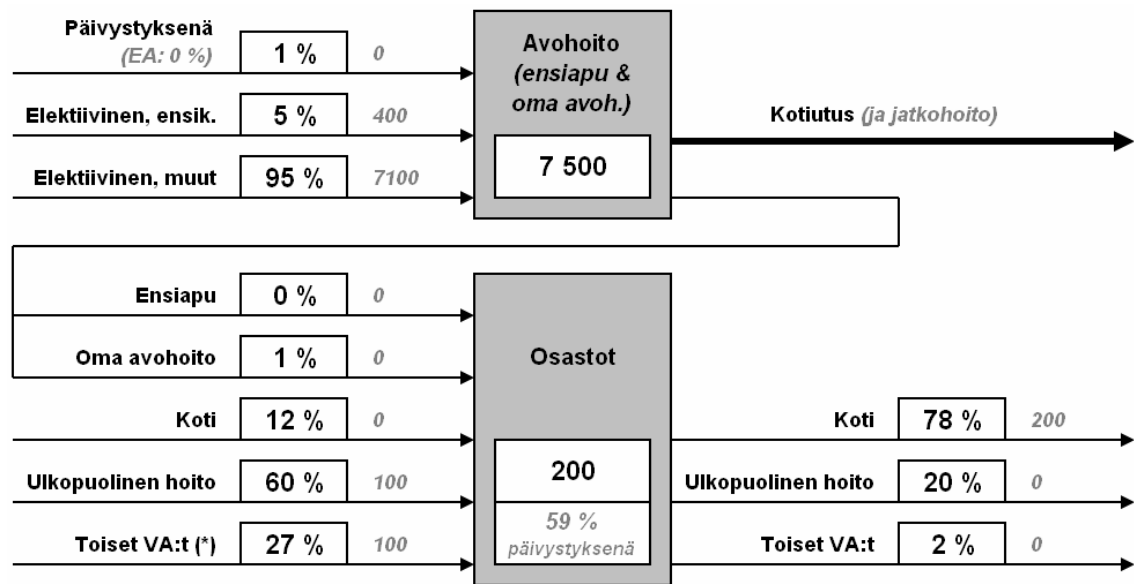 Päivystyksenä
(EA: 0 %)
1 %
0
Elektiivinen, ensik.
5 %
400
Elektiivinen, muut
95 %
7100
Avohoito
(ensiapu &
oma avoh.)
7 500
Kotiutus (ja jatkohoito)
Ensiapu
0 %
0
Oma avohoito
1 %
0
Koti
12 %
0
Ulkopuolinen hoito
60 %
100
Toiset VA:t (*)
27 %
100
Osastot
200
59 %
päivystyksenä
Koti
78 %
200
Ulkopuolinen hoito
20 %
0
Toiset VA:t
2 %
0